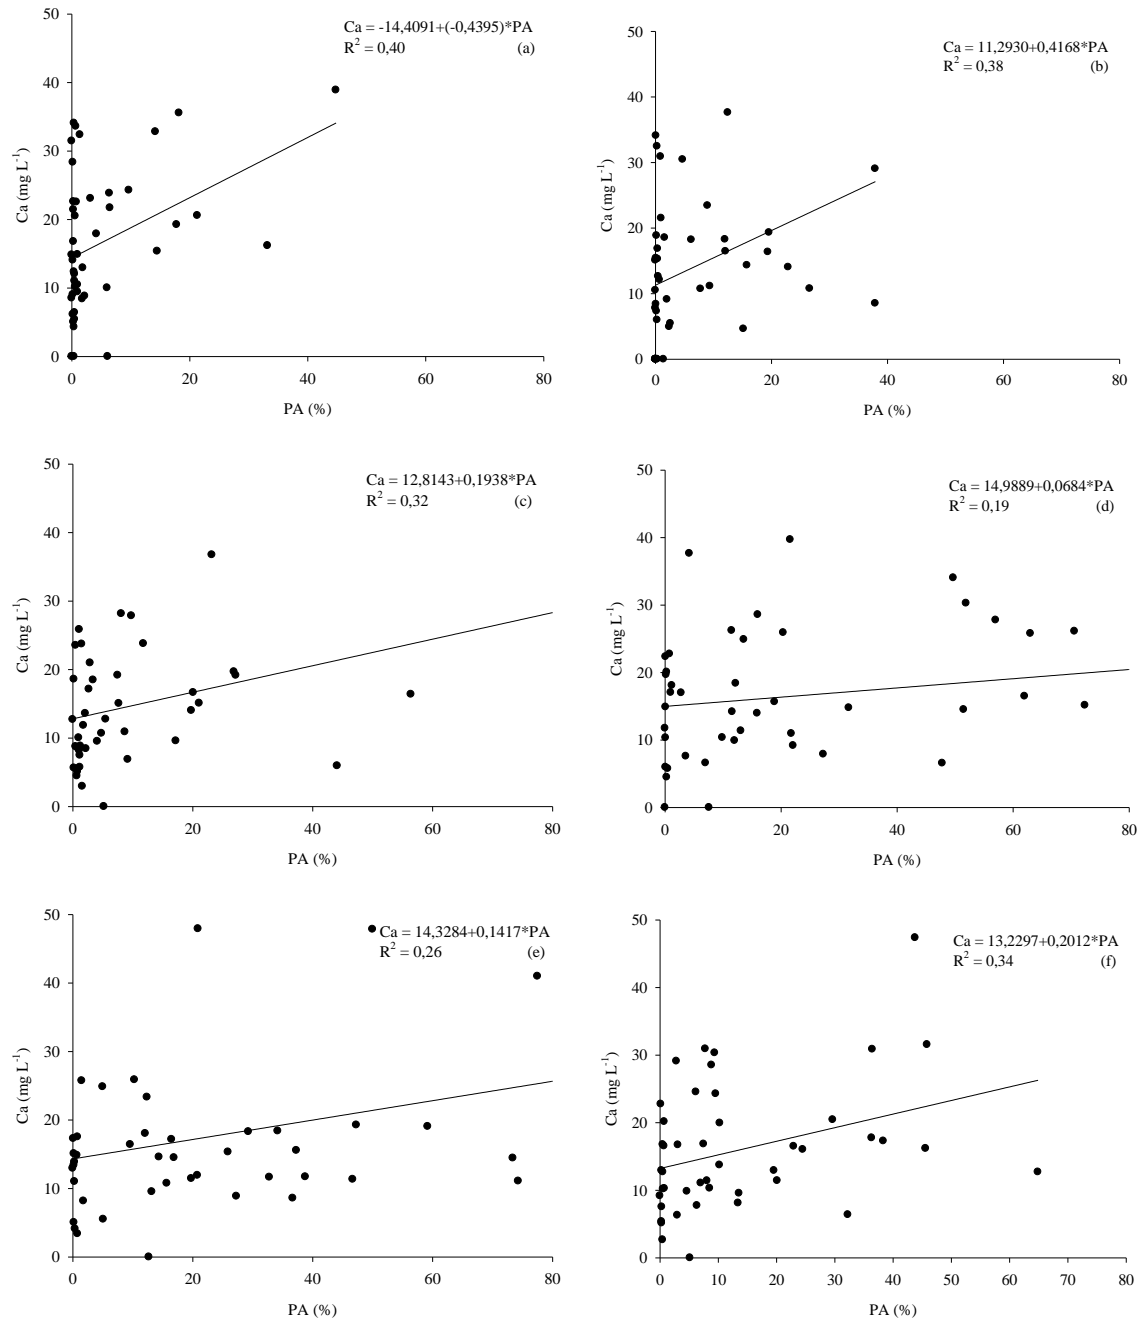 Ca = -14,4091+(-0,4395)*PA
R² = 0,40 (a)
Ca (mg L⁻¹)
50
40
30
20
10
0
0 20 40 60 80
PA (%)
Ca = 11,2930+0,4168*PA
R² = 0,38 (b)
Ca (mg L⁻¹)
50
40
30
20
10
0
0 20 40 60 80
PA (%)
Ca = 12,8143+0,1938*PA
R² = 0,32 (c)
Ca (mg L⁻¹)
50
40
30
20
10
0
0 20 40 60 80
PA (%)
Ca = 14,9889+0,0684*PA
R² = 0,19 (d)
Ca (mg L⁻¹)
50
40
30
20
10
0
0 20 40 60 80
PA (%)
Ca = 14,3284+0,1417*PA
R² = 0,26 (e)
Ca (mg L⁻¹)
50
40
30
20
10
0
0 20 40 60 80
PA (%)
Ca = 13,2297+0,2012*PA
R² = 0,34 (f)
Ca (mg L⁻¹)
50
40
30
20
10
0
0 10 20 30 40 50 60 70 80
PA (%)